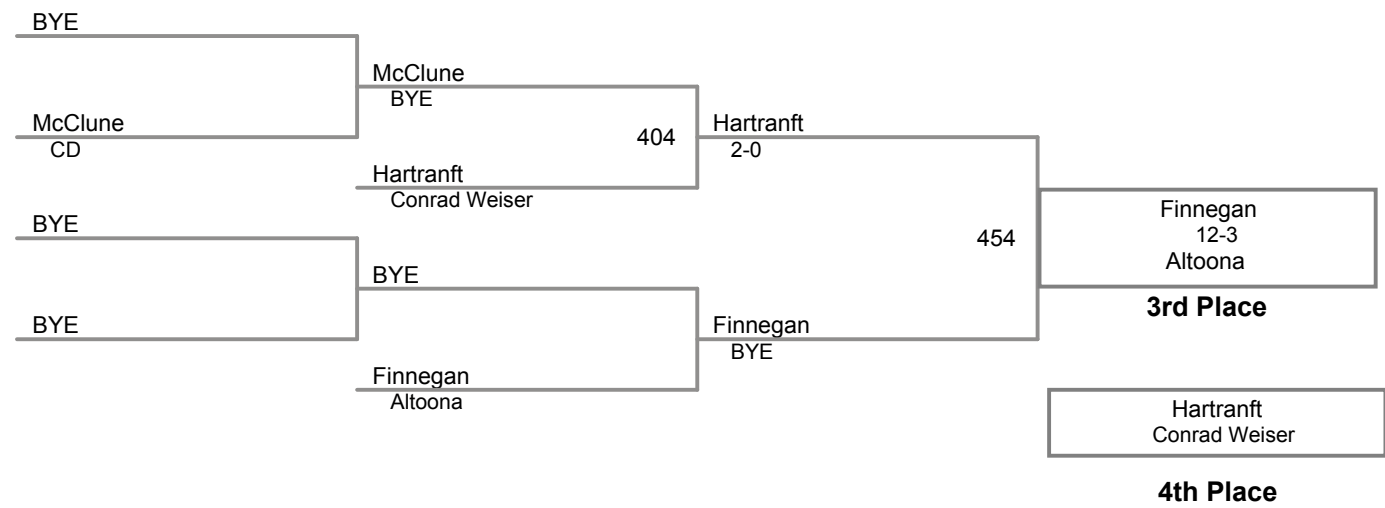 BYE
McClune
BYE
McClune
CD
404
Hartranft
2-0
Hartranft
Conrad Weiser
BYE
454
Finnegan
12-3
Altoona
BYE
3rd Place
BYE
Finnegan
BYE
Finnegan
Altoona
Hartranft
Conrad Weiser
4th Place